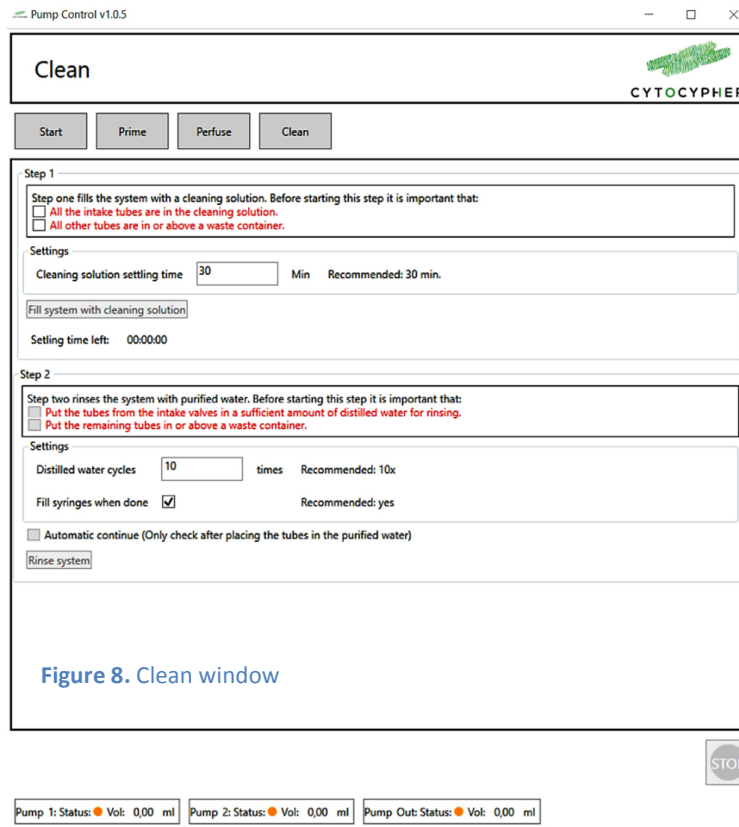 Pump Control v1.0.5
Clean
CYTOCYPHER
Start Prime Perfuse Clean
Step 1
Step one fills the system with a cleaning solution. Before starting this step it is important that:
All the intake tubes are in the cleaning solution.
All other tubes are in or above a waste container.
Settings
Cleaning solution settling time 30 Min Recommended: 30 min.
Fill system with cleaning solution
Setling time left: 00:00:00
Step 2
Step two rinses the system with purified water. Before starting this step it is important that:
Put the tubes from the intake valves in a sufficient amount of distilled water for rinsing.
Put the remaining tubes in or above a waste container.
Settings
Distilled water cycles 10 times Recommended: 10x
Fill syringes when done Recommended: yes
Automatic continue (Only check after placing the tubes in the purified water)
Rinse system
Figure 8. Clean window
STOP
Pump 1: Status: Vol: 0,00 ml Pump 2: Status: Vol: 0,00 ml Pump Out: Status: Vol: 0,00 ml